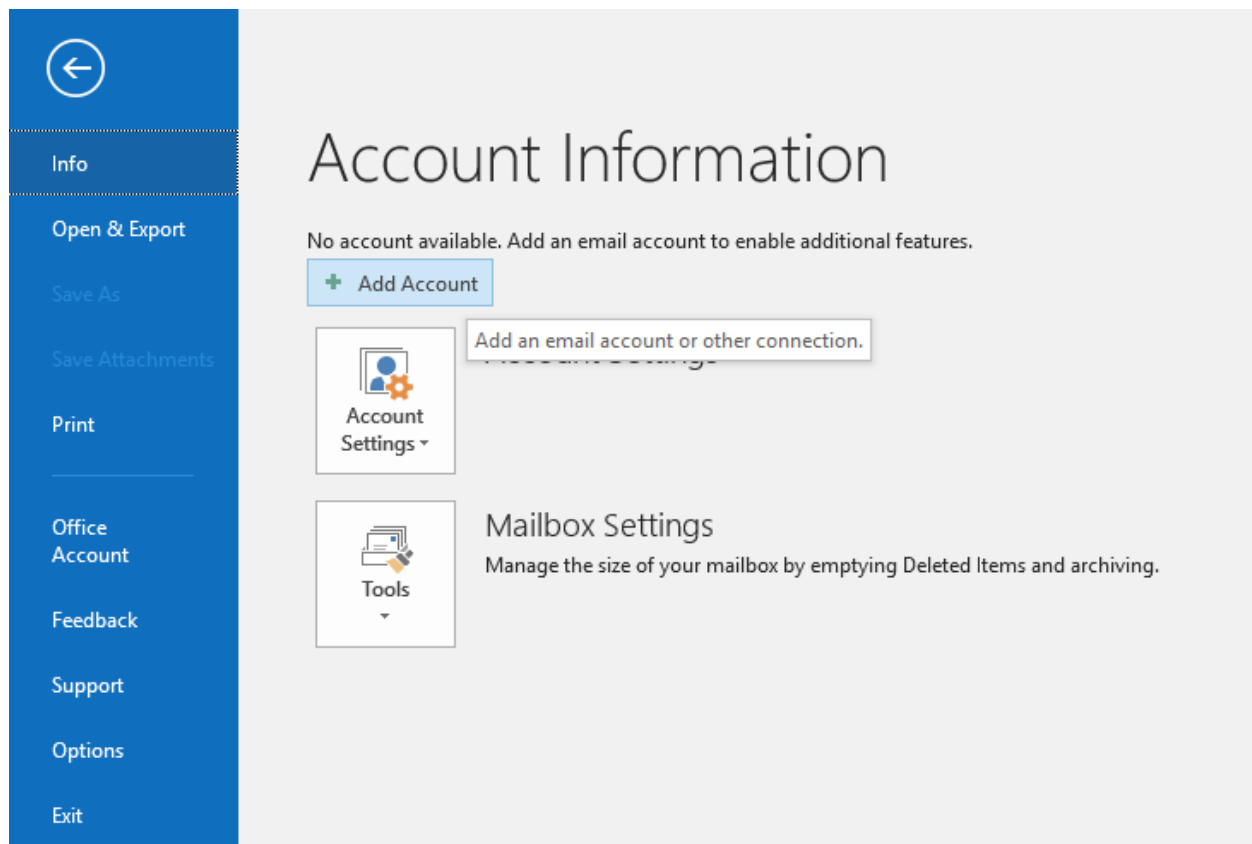 Info
Open & Export
Save As
Save Attachments
Print
Office
Account
Feedback
Support
Options
Exit
Account Information
No account available. Add an email account to enable additional features.
+ Add Account
Add an email account or other connection.
Account
Settings
Account Settings
Tools
Mailbox Settings
Manage the size of your mailbox by emptying Deleted Items and archiving.